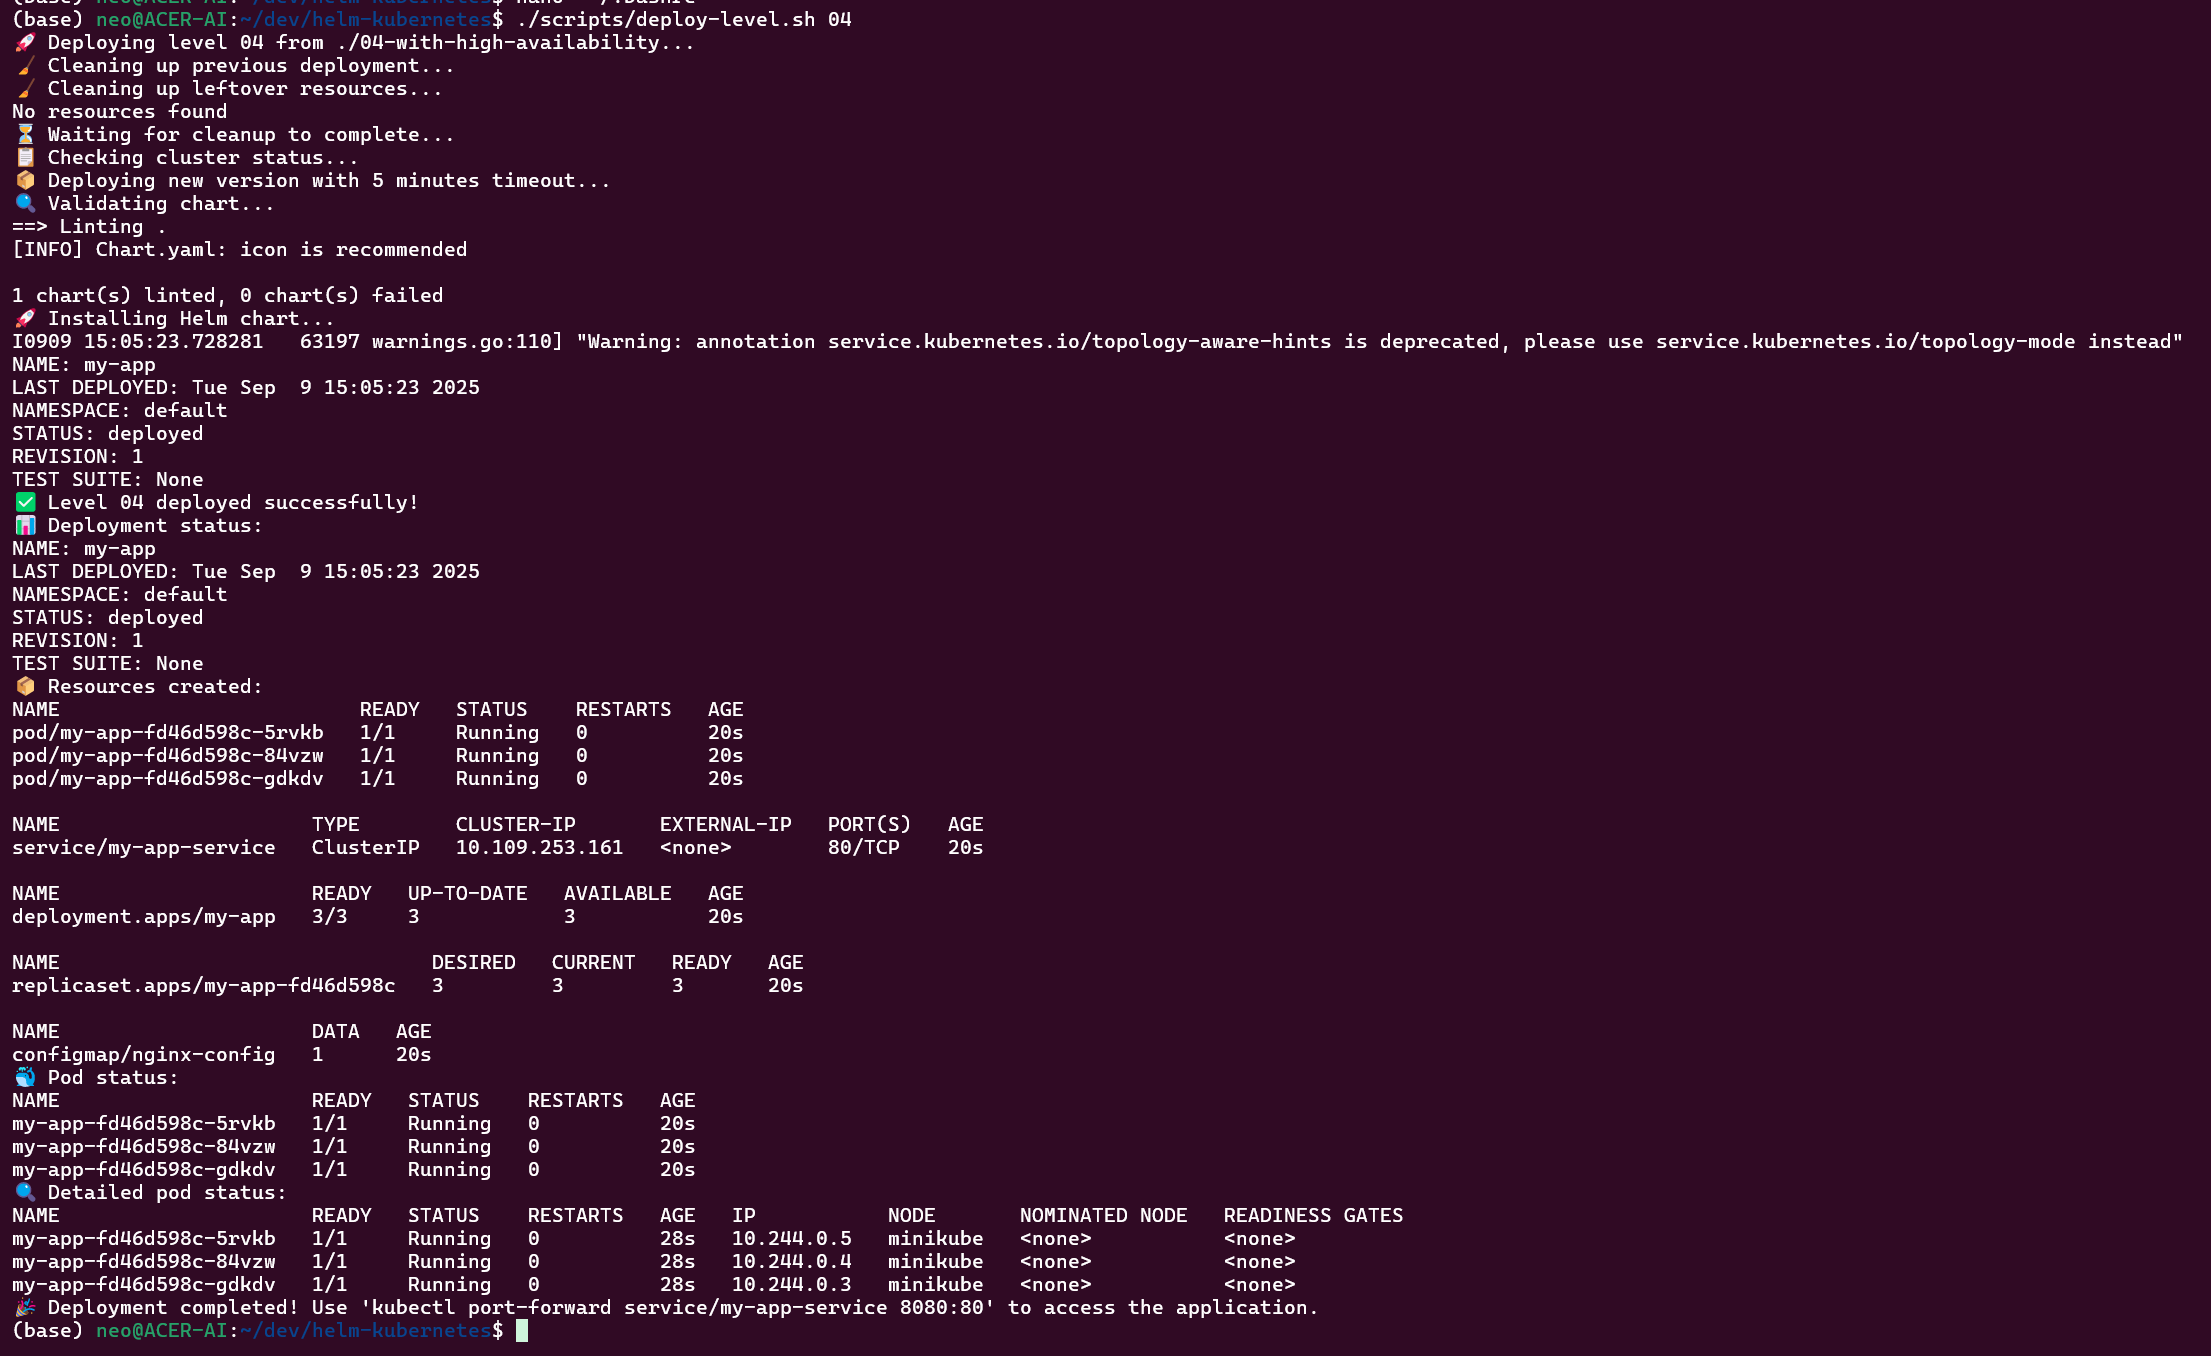 (base) neo@ACER-AI:~/dev/helm-kubernetes$ nano ~/.bashrc
(base) neo@ACER-AI:~/dev/helm-kubernetes$ ./scripts/deploy-level.sh 04
🚀 Deploying level 04 from ./04-with-high-availability...
🧹 Cleaning up previous deployment...
🧹 Cleaning up leftover resources...
No resources found
⏳ Waiting for cleanup to complete...
📋 Checking cluster status...
📦 Deploying new version with 5 minutes timeout...
🔍 Validating chart...
==> Linting .
[INFO] Chart.yaml: icon is recommended

1 chart(s) linted, 0 chart(s) failed
🚀 Installing Helm chart...
I0909 15:05:23.728281   63197 warnings.go:110] "Warning: annotation service.kubernetes.io/topology-aware-hints is deprecated, please use service.kubernetes.io/topology-mode instead"
NAME: my-app
LAST DEPLOYED: Tue Sep  9 15:05:23 2025
NAMESPACE: default
STATUS: deployed
REVISION: 1
TEST SUITE: None
✅ Level 04 deployed successfully!
📊 Deployment status:
NAME: my-app
LAST DEPLOYED: Tue Sep  9 15:05:23 2025
NAMESPACE: default
STATUS: deployed
REVISION: 1
TEST SUITE: None
📦 Resources created:
NAME                         READY   STATUS    RESTARTS   AGE
pod/my-app-fd46d598c-5rvkb   1/1     Running   0          20s
pod/my-app-fd46d598c-84vzw   1/1     Running   0          20s
pod/my-app-fd46d598c-gdkdv   1/1     Running   0          20s

NAME                     TYPE        CLUSTER-IP       EXTERNAL-IP   PORT(S)   AGE
service/my-app-service   ClusterIP   10.109.253.161   <none>        80/TCP    20s

NAME                     READY   UP-TO-DATE   AVAILABLE   AGE
deployment.apps/my-app   3/3     3            3           20s

NAME                               DESIRED   CURRENT   READY   AGE
replicaset.apps/my-app-fd46d598c   3         3         3       20s

NAME                     DATA   AGE
configmap/nginx-config   1      20s
🐳 Pod status:
NAME                     READY   STATUS    RESTARTS   AGE
my-app-fd46d598c-5rvkb   1/1     Running   0          20s
my-app-fd46d598c-84vzw   1/1     Running   0          20s
my-app-fd46d598c-gdkdv   1/1     Running   0          20s
🔍 Detailed pod status:
NAME                     READY   STATUS    RESTARTS   AGE   IP           NODE       NOMINATED NODE   READINESS GATES
my-app-fd46d598c-5rvkb   1/1     Running   0          28s   10.244.0.5   minikube   <none>           <none>
my-app-fd46d598c-84vzw   1/1     Running   0          28s   10.244.0.4   minikube   <none>           <none>
my-app-fd46d598c-gdkdv   1/1     Running   0          28s   10.244.0.3   minikube   <none>           <none>
🎉 Deployment completed! Use 'kubectl port-forward service/my-app-service 8080:80' to access the application.
(base) neo@ACER-AI:~/dev/helm-kubernetes$